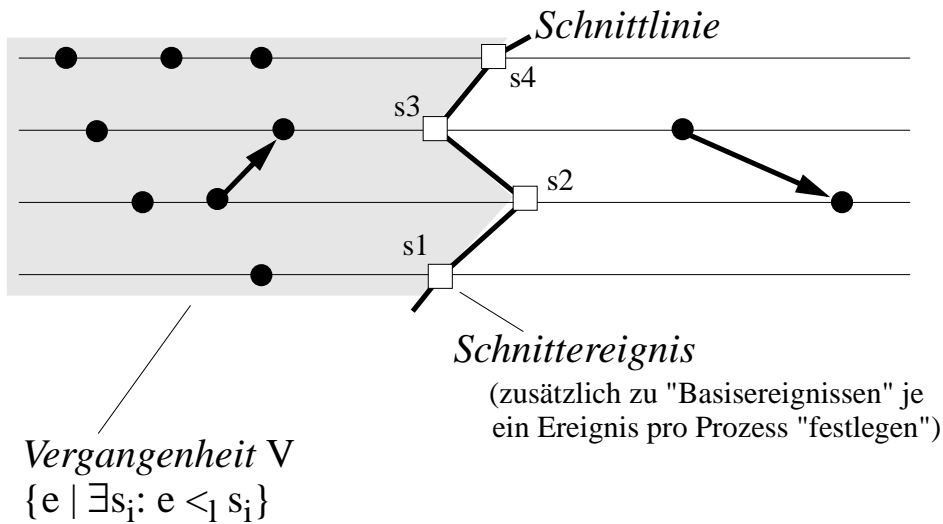 Schnittlinie
s4
s3
s2
s1
Schnittereignis
(zusätzlich zu "Basisereignissen" je
ein Ereignis pro Prozess "festlegen")
Vergangenheit V
{e | ∃sᵢ: e <ₗ sᵢ}